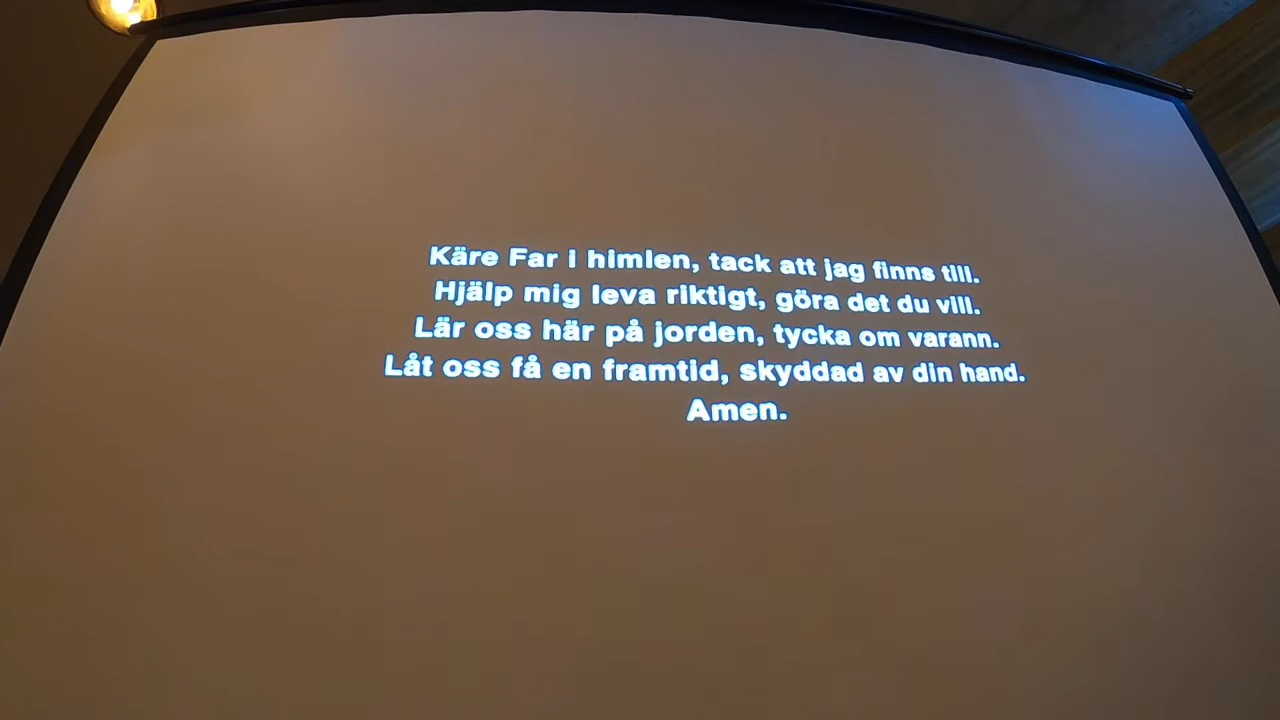 Käre Far i himlen, tack att jag finns till.
Hjälp mig leva riktigt, göra det du vill.
Lär oss här på jorden, tycka om varann.
Låt oss få en framtid, skyddad av din hand.
Amen.